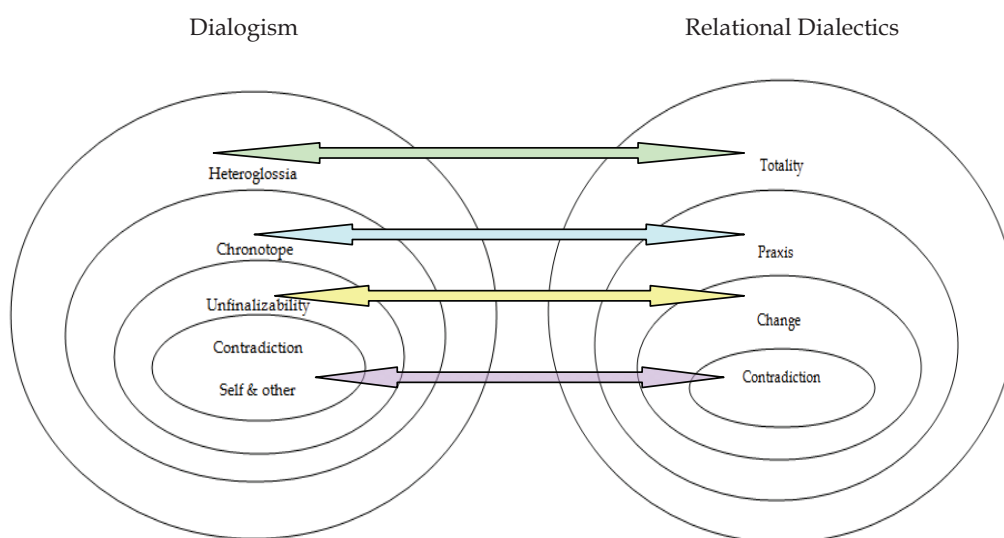 Dialogism
Relational Dialectics
Heteroglossia
Totality
Chronotope
Praxis
Unfinalizability
Change
Contradiction
Self & other
Contradiction